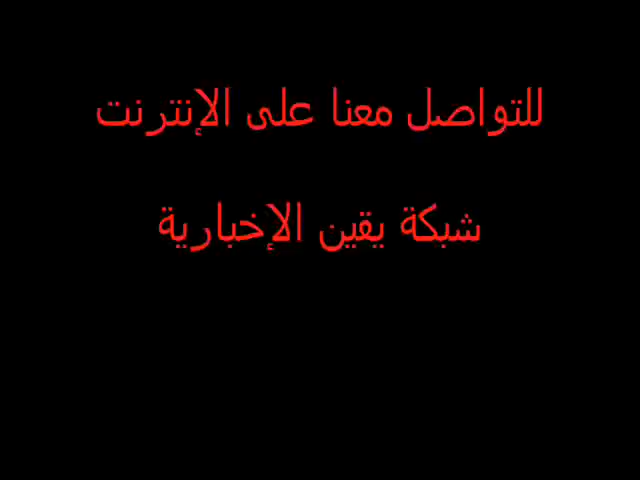 للتواصل معنا على الإنترنت
شبكة يقين الإخبارية